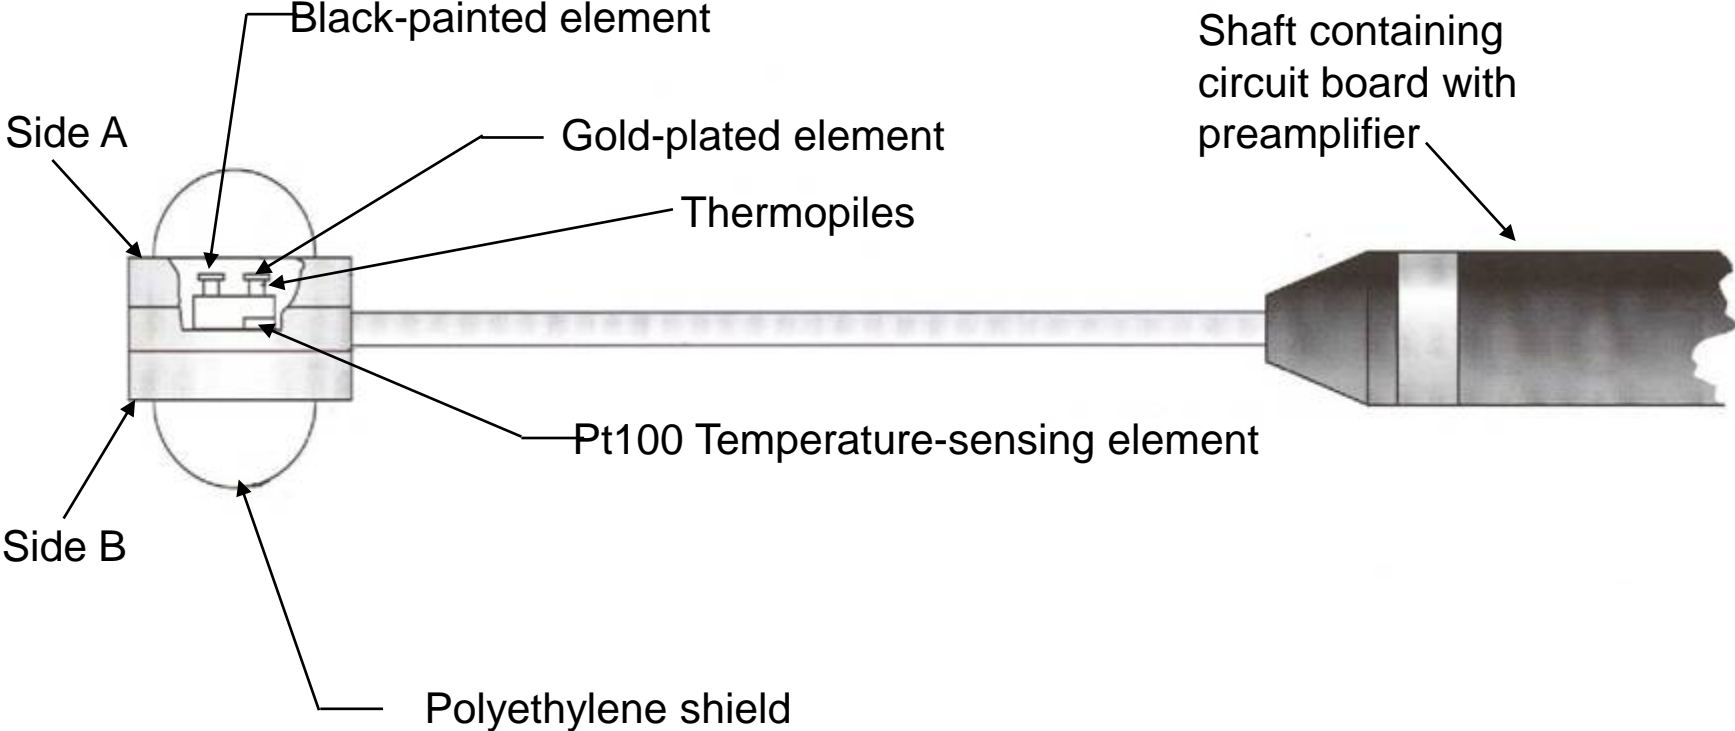 Black-painted element
Shaft containing
circuit board with
preamplifier
Side A
Gold-plated element
Thermopiles
Pt100 Temperature-sensing element
Side B
Polyethylene shield